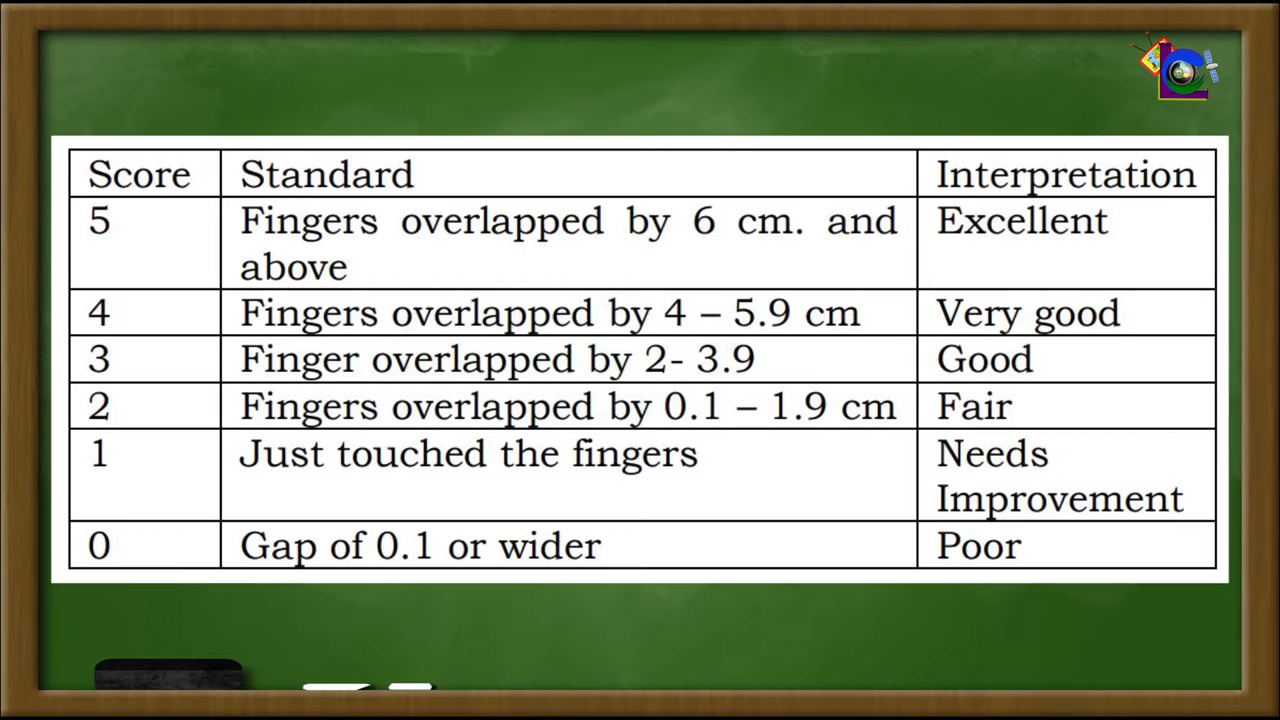 Score Standard Interpretation
5 Fingers overlapped by 6 cm. and Excellent
above
4 Fingers overlapped by 4 – 5.9 cm Very good
3 Finger overlapped by 2- 3.9 Good
2 Fingers overlapped by 0.1 – 1.9 cm Fair
1 Just touched the fingers Needs
Improvement
0 Gap of 0.1 or wider Poor